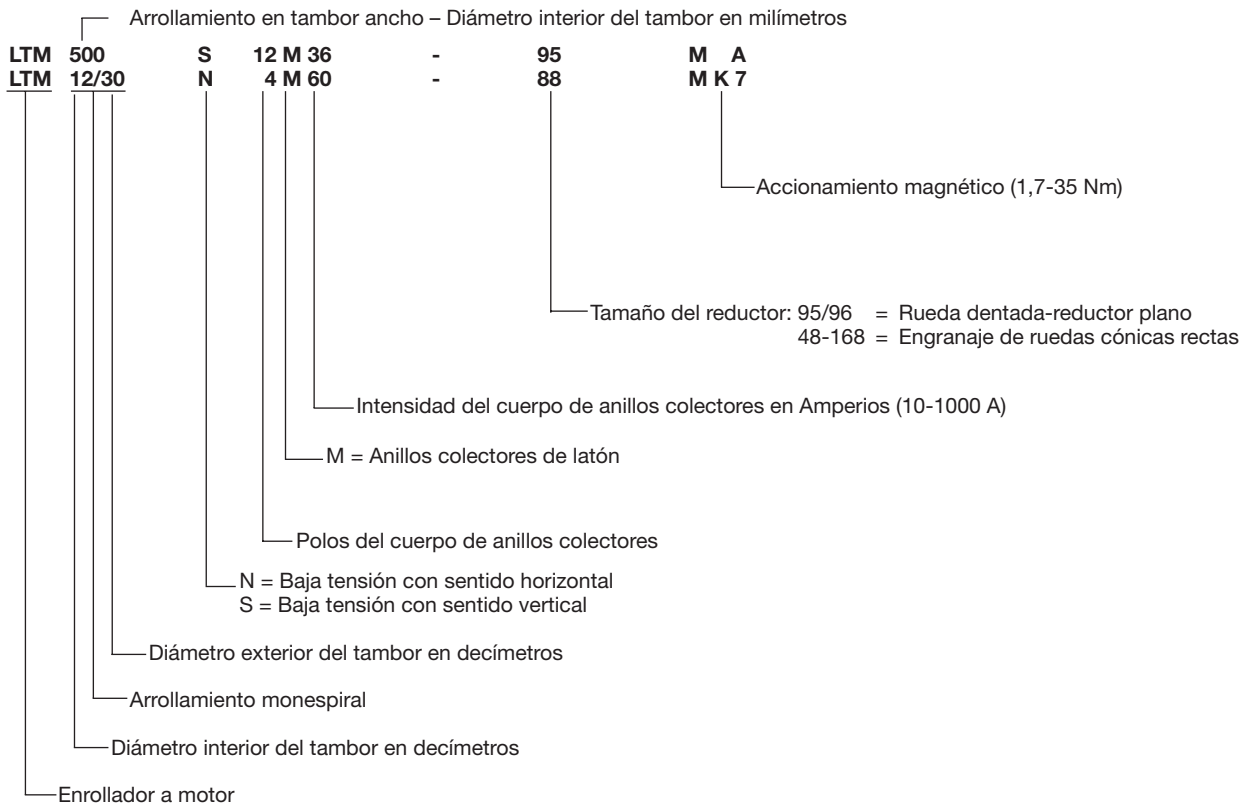 Arrollamiento en tambor ancho – Diámetro interior del tambor en milímetros
LTM 500 S 12 M 36 - 95 M A
LTM 12/30 N 4 M 60 - 88 M K 7
Accionamiento magnético (1,7-35 Nm)
Tamaño del reductor: 95/96 = Rueda dentada-reductor plano
48-168 = Engranaje de ruedas cónicas rectas
Intensidad del cuerpo de anillos colectores en Amperios (10-1000 A)
M = Anillos colectores de latón
Polos del cuerpo de anillos colectores
N = Baja tensión con sentido horizontal
S = Baja tensión con sentido vertical
Diámetro exterior del tambor en decímetros
Arrollamiento monespiral
Diámetro interior del tambor en decímetros
Enrollador a motor